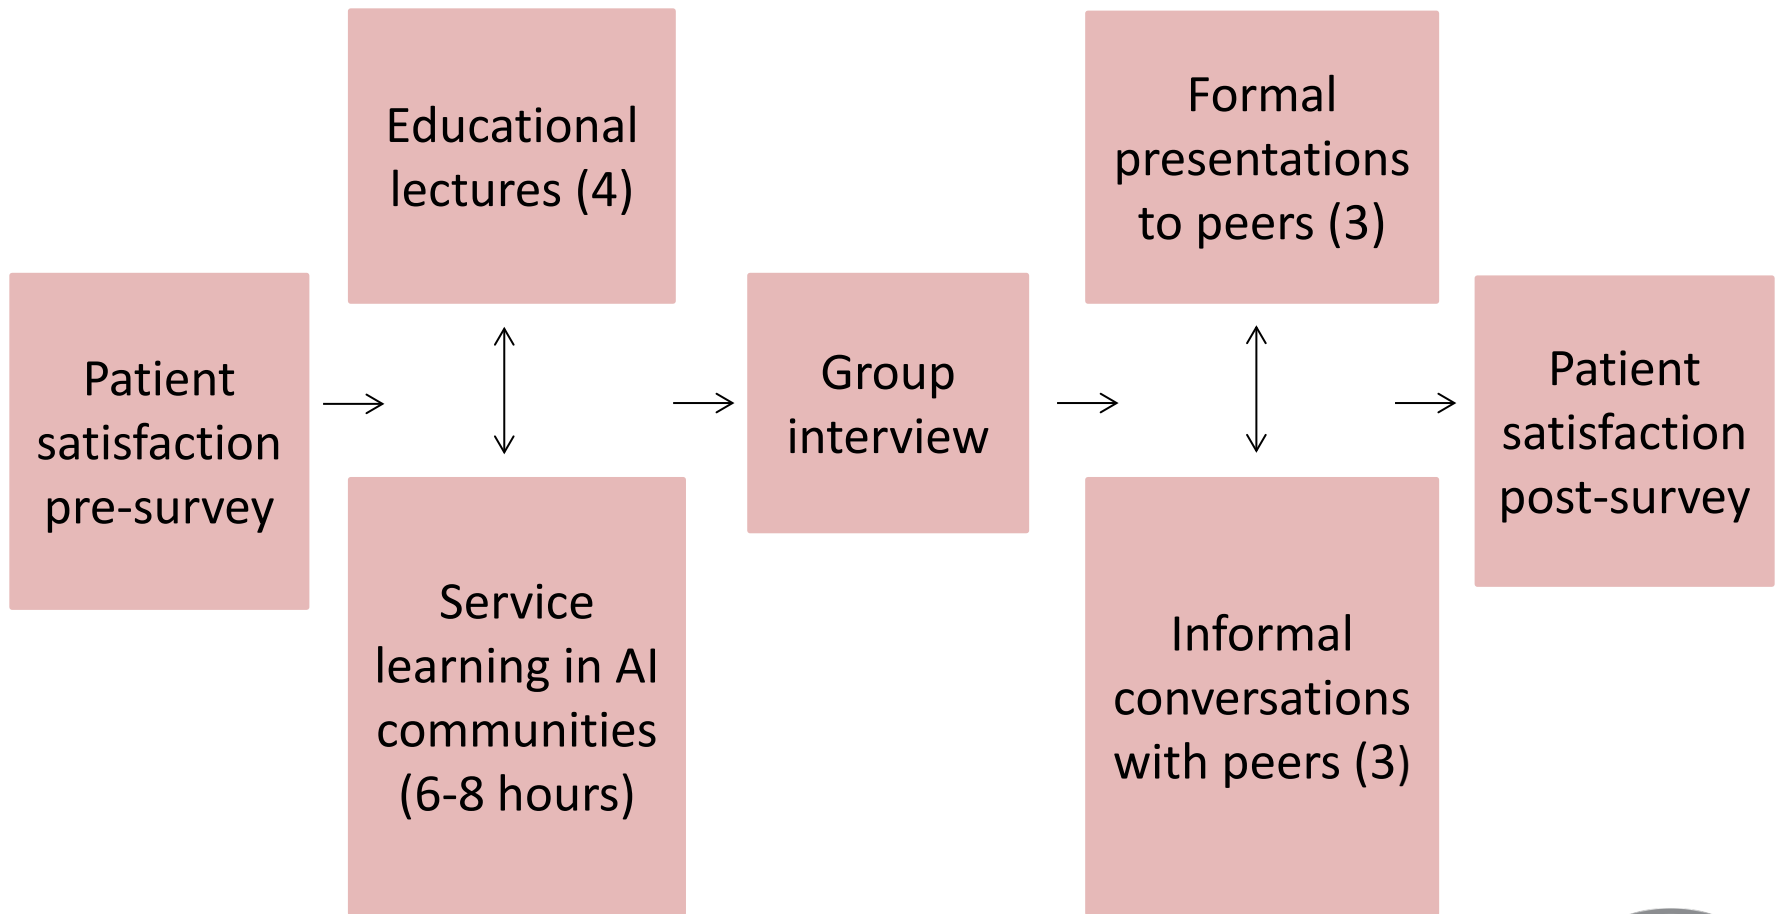 Patient
satisfaction
pre-survey
Educational
lectures (4)
Service
learning in AI
communities
(6-8 hours)
Group
interview
Formal
presentations
to peers (3)
Informal
conversations
with peers (3)
Patient
satisfaction
post-survey